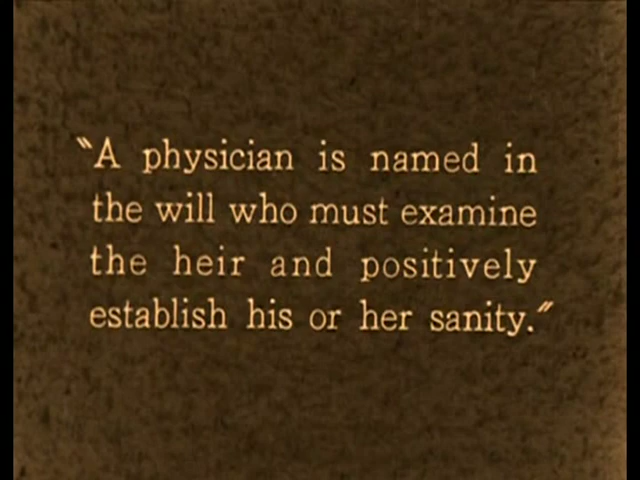 "A physician is named in
the will who must examine
the heir and positively
establish his or her sanity."